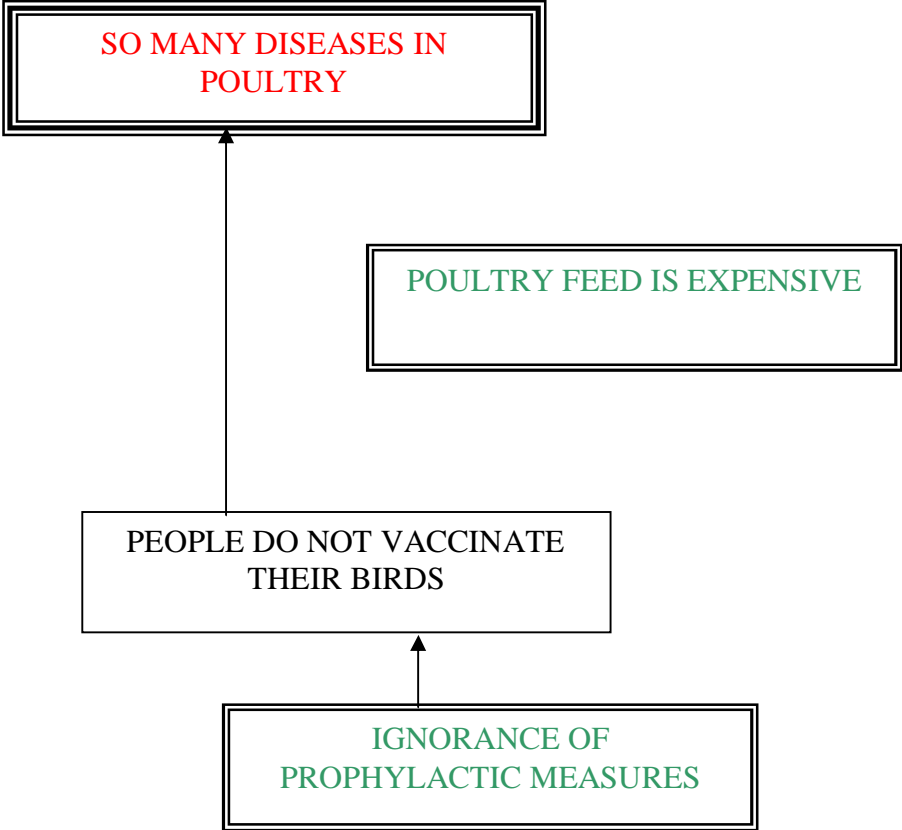 SO MANY DISEASES IN
POULTRY
POULTRY FEED IS EXPENSIVE
PEOPLE DO NOT VACCINATE
THEIR BIRDS
IGNORANCE OF
PROPHYLACTIC MEASURES